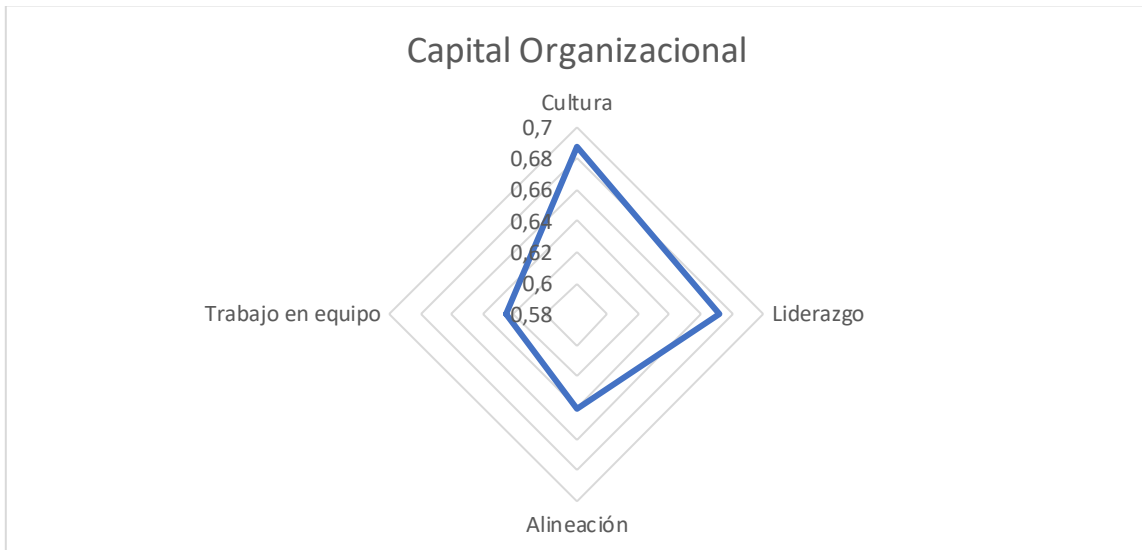 Capital Organizacional
Cultura
0,7
0,68
0,66
0,64
0,62
0,6
0,58
Trabajo en equipo
Liderazgo
Alineación